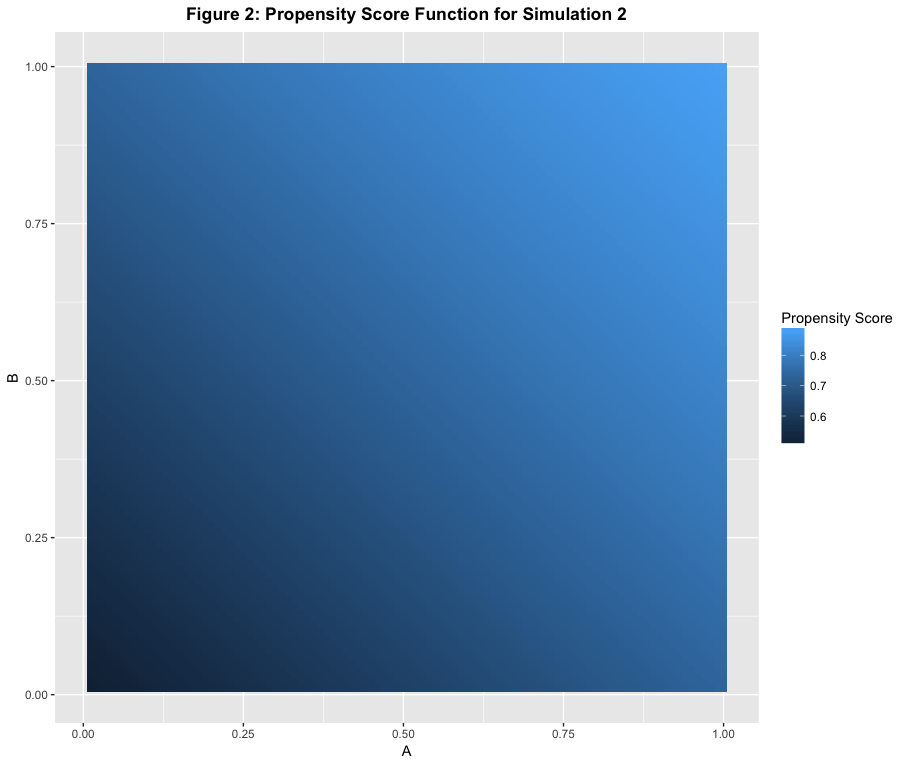 Figure 2: Propensity Score Function for Simulation 2
1.00
0.75
0.50
0.25
0.00
B
0.00 0.25 0.50 0.75 1.00
A
Propensity Score
0.8
0.7
0.6